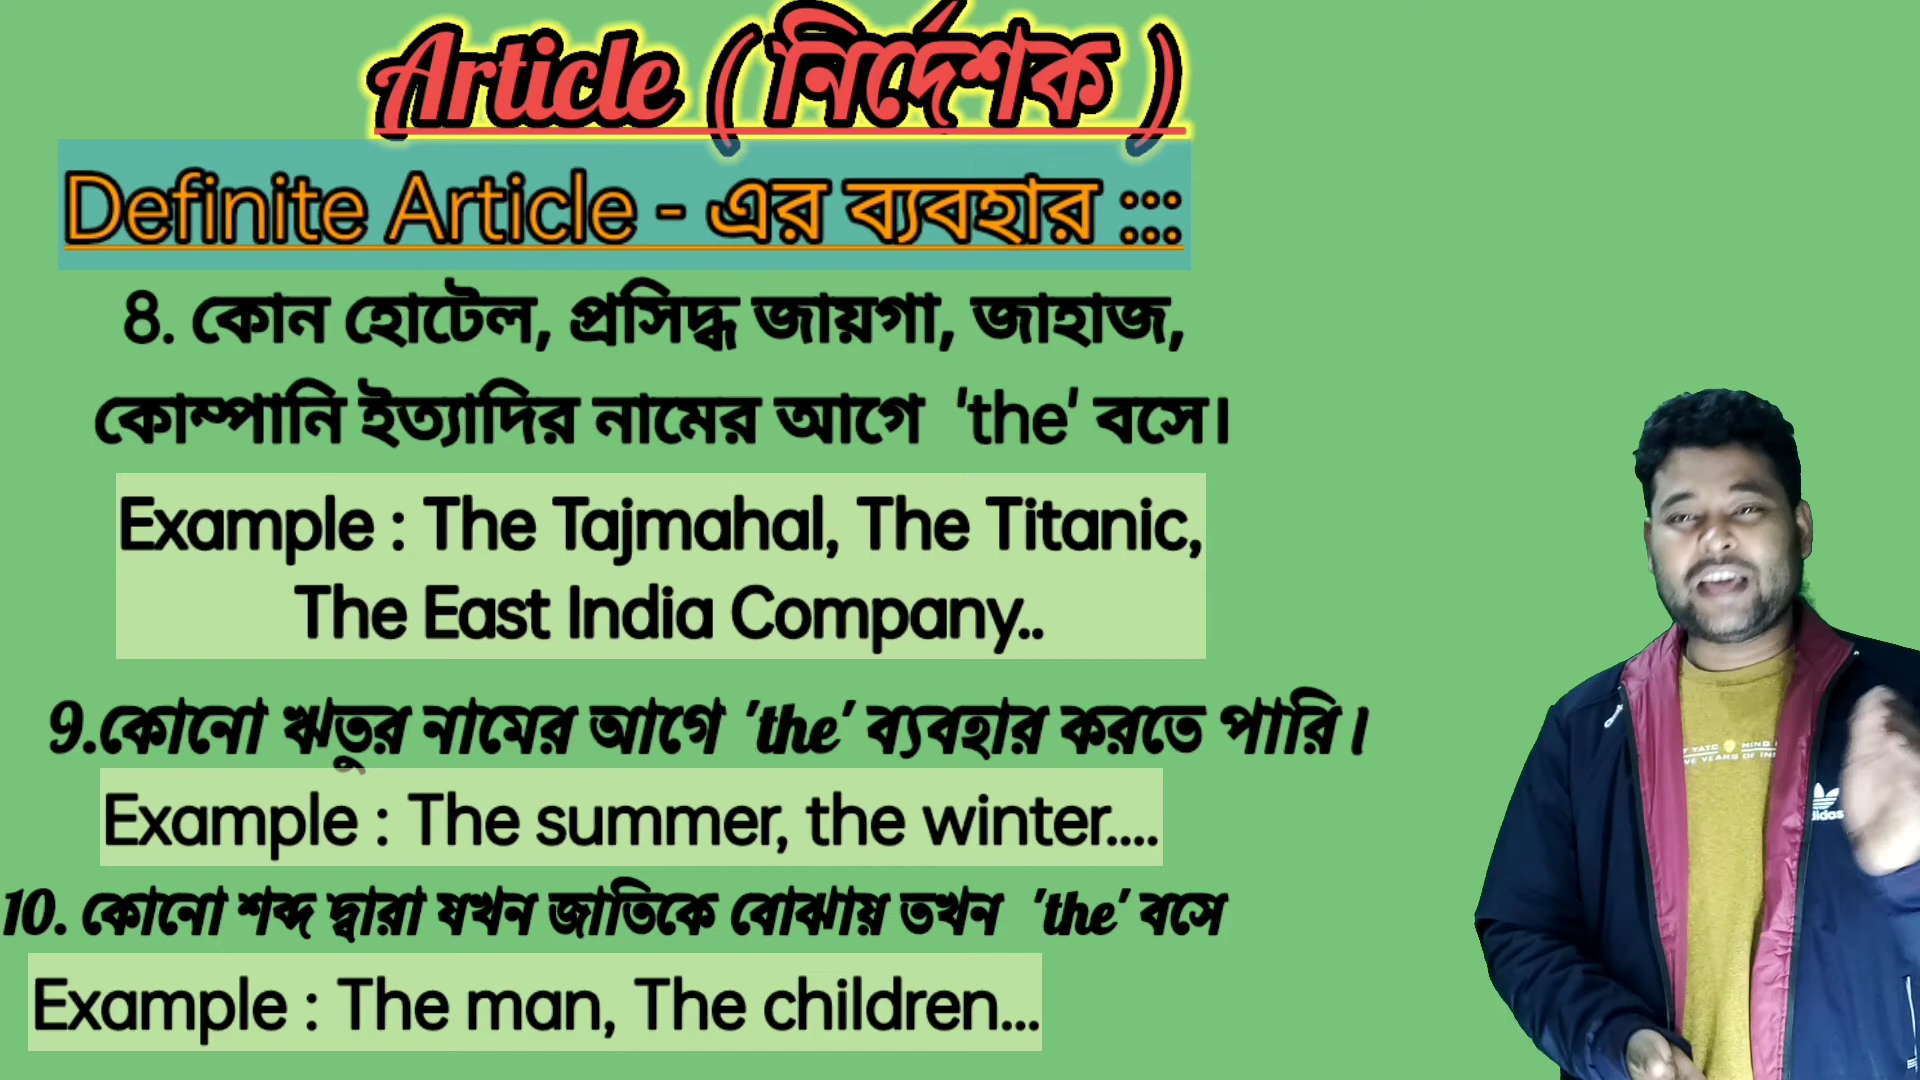 Article ( নির্দেশক )
Definite Article - এর ব্যবহার :::
8. কোন হোটেল, প্রসিদ্ধ জায়গা, জাহাজ,
কোম্পানি ইত্যাদির নামের আগে 'the' বসে।
Example : The Tajmahal, The Titanic,
The East India Company..
9.কোনো ঋতুর নামের আগে 'the' ব্যবহার করতে পারি।
Example : The summer, the winter....
10. কোনো শব্দ দ্বারা যখন জাতিকে বোঝায় তখন 'the' বসে
Example : The man, The children...
adidas